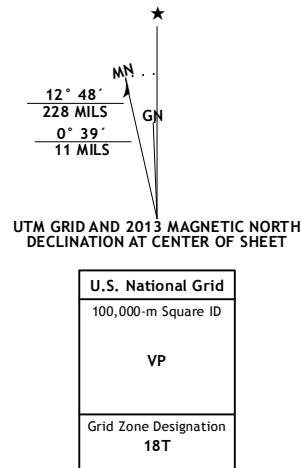 ★
MN
GN
12° 48´
228 MILS
0° 39´
11 MILS
UTM GRID AND 2013 MAGNETIC NORTH
DECLINATION AT CENTER OF SHEET
U.S. National Grid
100,000-m Square ID
VP
Grid Zone Designation
18T